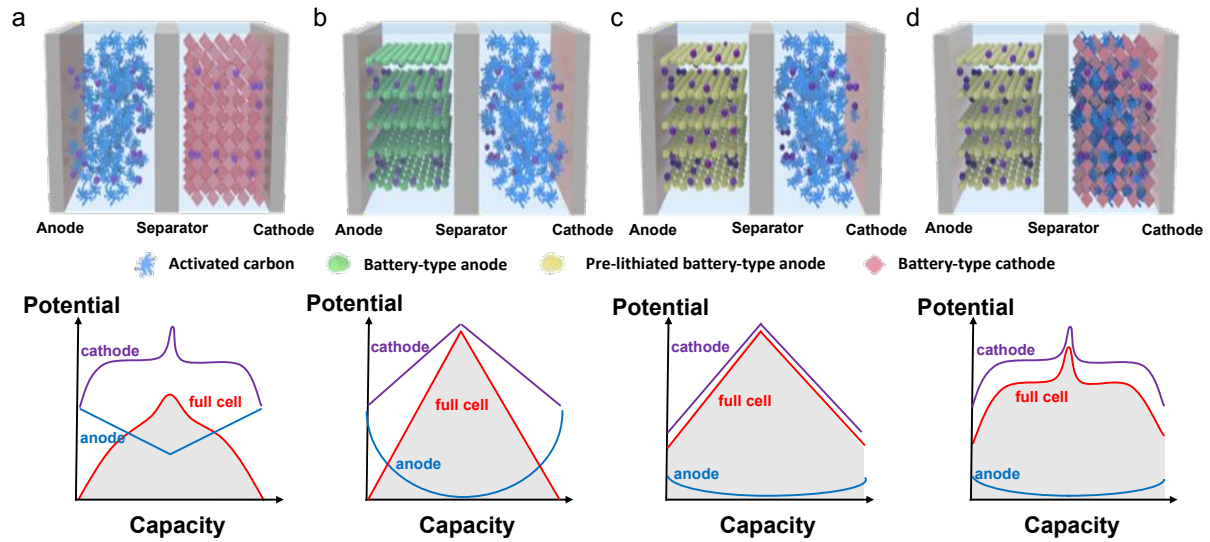 a b c d
Anode Separator Cathode Anode Separator Cathode Anode Separator Cathode Anode Separator Cathode
Activated carbon Battery-type anode Pre-lithiated battery-type anode Battery-type cathode
Potential Potential Potential Potential
cathode cathode cathode cathode
full cell full cell full cell full cell
anode anode anode anode
Capacity Capacity Capacity Capacity